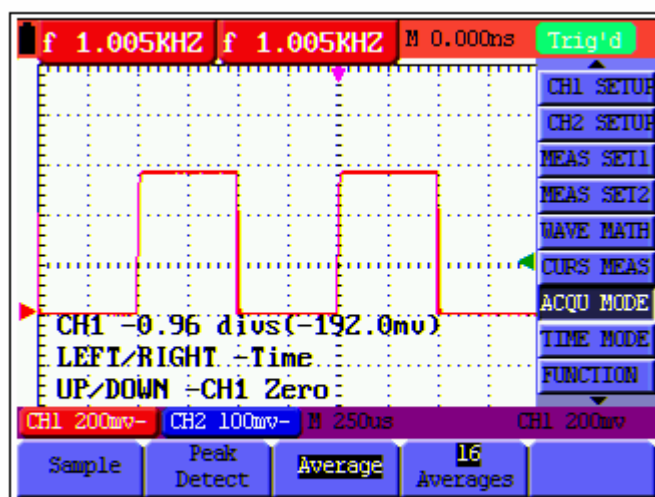 f 1.005KHZ f 1.005KHZ M 0.000ns Trig'd
CH1 SETUP
CH2 SETUP
MEAS SET1
MEAS SET2
WAVE MATH
CURS MEAS
ACQU MODE
TIME MODE
FUNCTION
CH1 -0.96 divs(-192.0mv)
LEFT/RIGHT -Time
UP/DOWN -CH1 Zero
CH1 200mv- CH2 100mv- M 250us CH1 200mv
Sample
Peak
Detect
Average
16
Averages